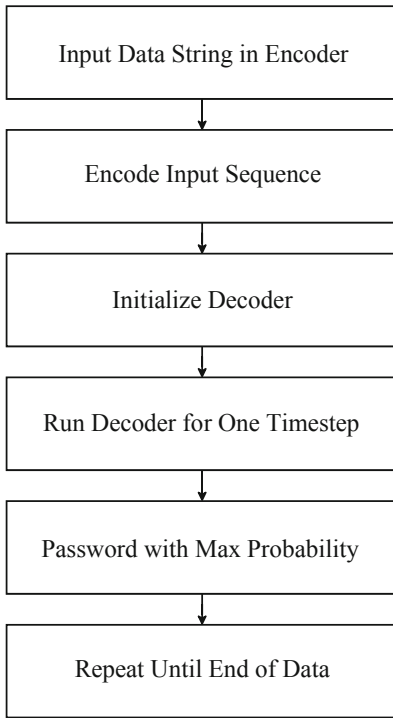 Input Data String in Encoder
Encode Input Sequence
Initialize Decoder
Run Decoder for One Timestep
Password with Max Probability
Repeat Until End of Data